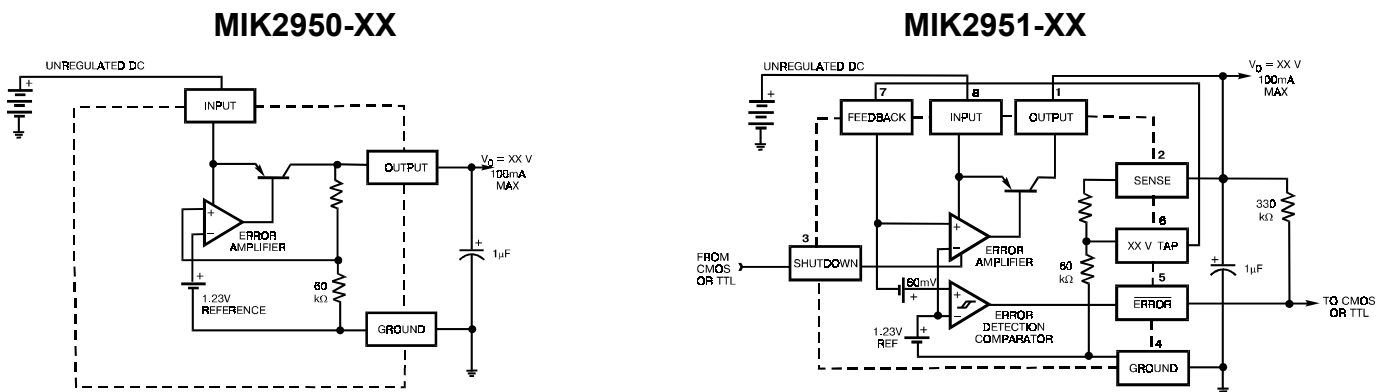 MIK2950-XX
UNREGULATED DC
+
INPUT
OUTPUT
V₀ = XX V
100mA
MAX
+
−
ERROR
AMPLIFIER
+
1.23V
REFERENCE
60
kΩ
+
1µF
GROUND
MIK2951-XX
UNREGULATED DC
+
7
FEEDBACK
8
INPUT
1
OUTPUT
V₀ = XX V
100mA
MAX
2
SENSE
330
kΩ
6
XX V TAP
+
−
ERROR
AMPLIFIER
3
SHUTDOWN
FROM
CMOS
OR TTL
60
kΩ
+
1µF
60mV
+
+
−
ERROR
DETECTION
COMPARATOR
5
ERROR
TO CMOS
OR TTL
1.23V
REF
+
4
GROUND